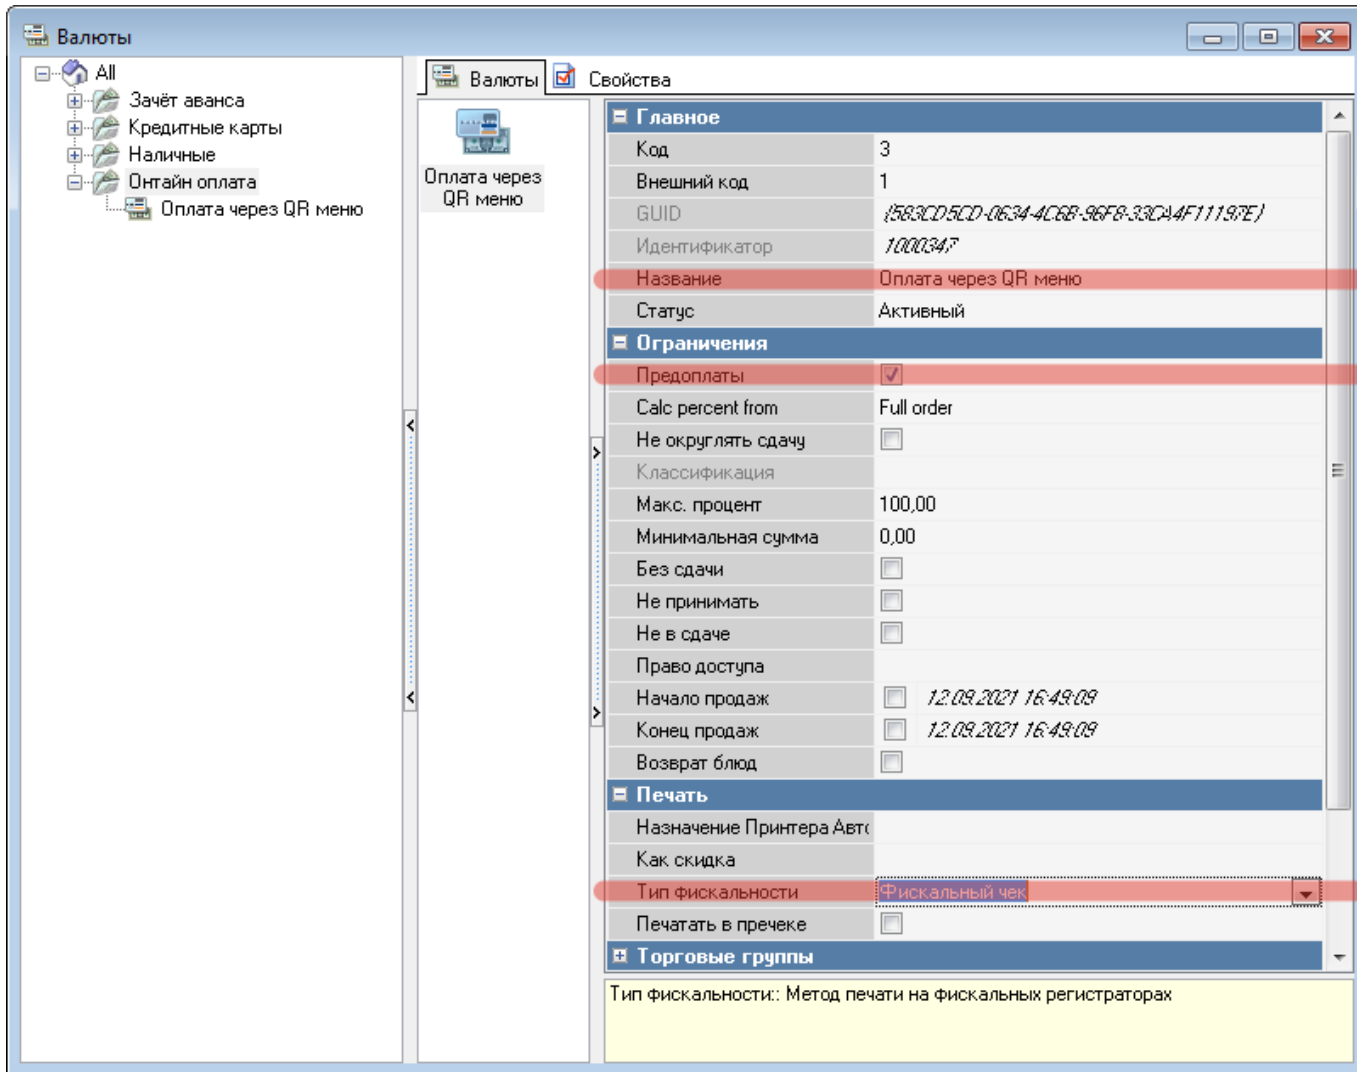 Валюты
All
Зачёт аванса
Кредитные карты
Наличные
Онтайн оплата
Оплата через QR меню
Валюты
Свойства
Оплата через
QR меню
Главное
Код 3
Внешний код 1
GUID {583CD5CD-0634-4C6B-96F8-33CA4F11197E}
Идентификатор 1000347
Название Оплата через QR меню
Статус Активный
Ограничения
Предоплаты
Calc percent from Full order
Не округлять сдачу
Классификация
Макс. процент 100,00
Минимальная сумма 0,00
Без сдачи
Не принимать
Не в сдаче
Право доступа
Начало продаж 12.09.2021 16:49:09
Конец продаж 12.09.2021 16:49:09
Возврат блюд
Печать
Назначение Принтера Авто
Как скидка
Тип фискальности Фискальный чек
Печатать в пречеке
Торговые группы
Тип фискальности:: Метод печати на фискальных регистраторах